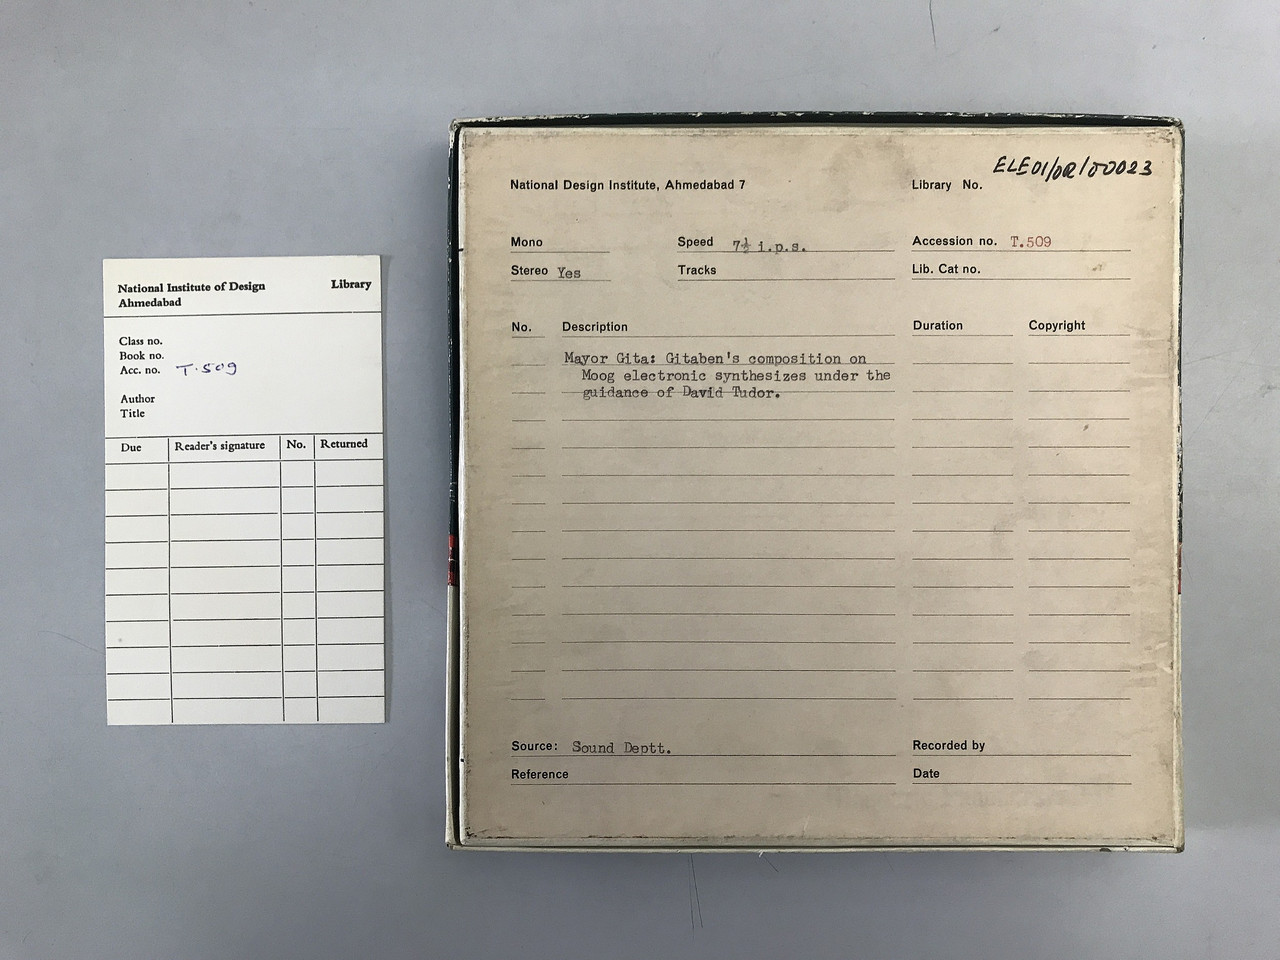 National Institute of Design Library
Ahmedabad
Class no.
Book no.
Acc. no. T.509
Author
Title
Due Reader's signature No. Returned
ELE01/OR/00023
National Design Institute, Ahmedabad 7 Library No.
Mono Speed 7½ i.p.s. Accession no. T.509
Stereo Yes Tracks Lib. Cat no.
No. Description Duration Copyright
Mayor Gita: Gitaben's composition on
Moog electronic synthesizes under the
guidance of David Tudor.
Source: Sound Deptt. Recorded by
Reference Date